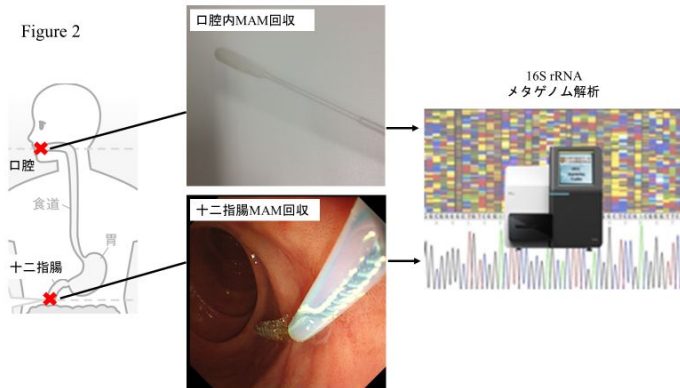 Figure 2
口腔内MAM回収
16S rRNA
メタゲノム解析
口腔
食道
胃
十二指腸MAM回収
十二指腸